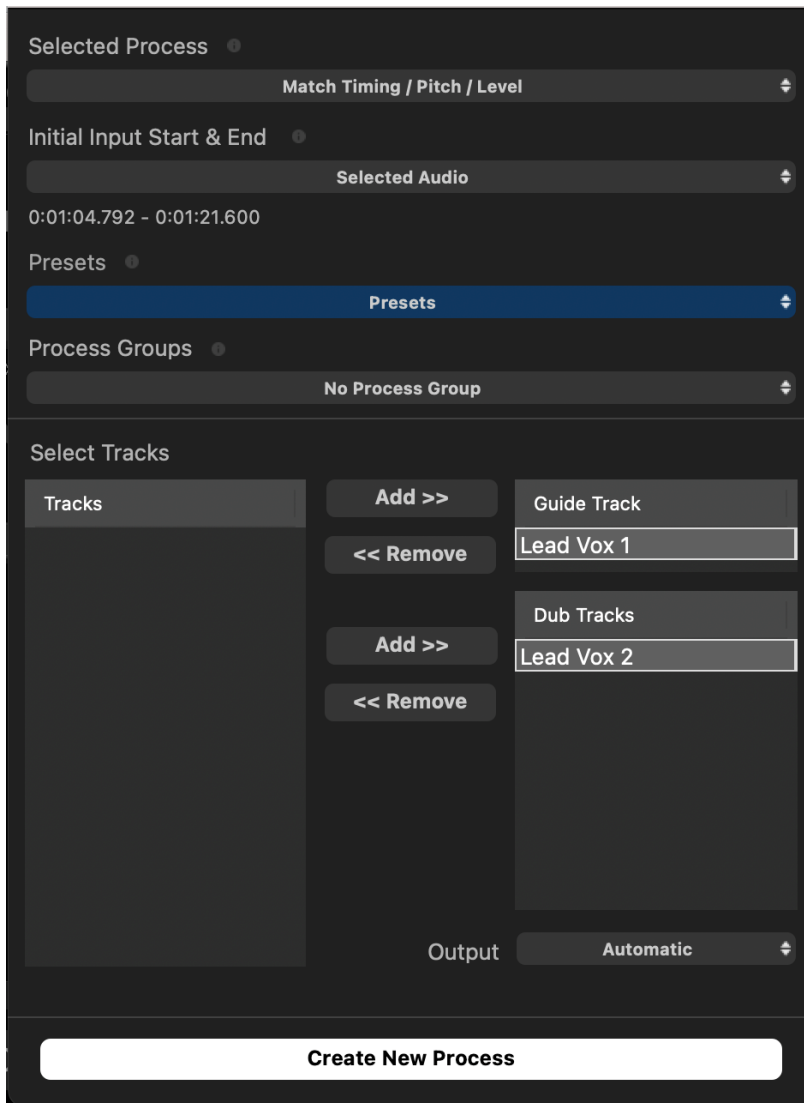 Selected Process
Match Timing / Pitch / Level
Initial Input Start & End
Selected Audio
0:01:04.792 - 0:01:21.600
Presets
Presets
Process Groups
No Process Group
Select Tracks
Tracks
Add >>
<< Remove
Guide Track
Lead Vox 1
Add >>
<< Remove
Dub Tracks
Lead Vox 2
Output
Automatic
Create New Process